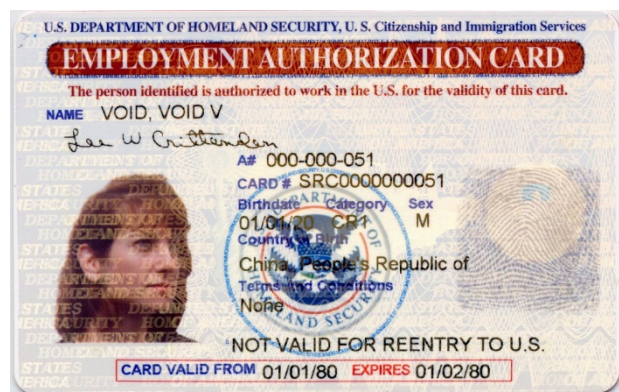 U.S. DEPARTMENT OF HOMELAND SECURITY, U. S. Citizenship and Immigration Services
EMPLOYMENT AUTHORIZATION CARD
The person identified is authorized to work in the U.S. for the validity of this card.
NAME VOID, VOID V
Lee W Crittenden
A# 000-000-051
CARD # SRC0000000051
Birthdate Category Sex
01/01/20 CRA M
Country of Birth
China, People's Republic of
Terms and Conditions
None
NOT VALID FOR REENTRY TO U.S.
CARD VALID FROM 01/01/80 EXPIRES 01/02/80